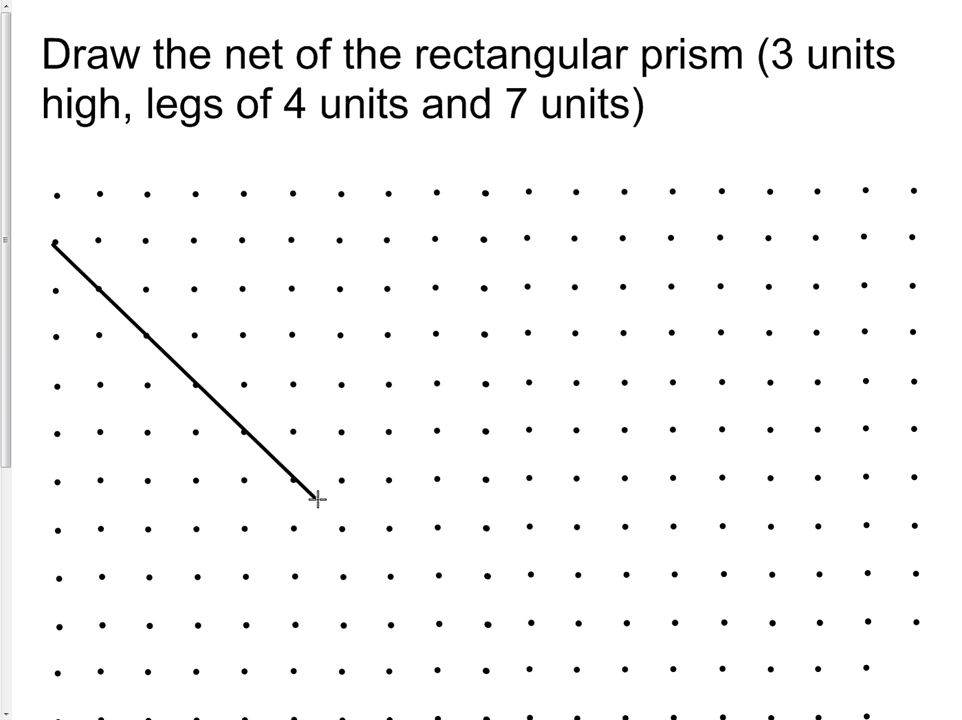 Draw the net of the rectangular prism (3 units
high, legs of 4 units and 7 units)